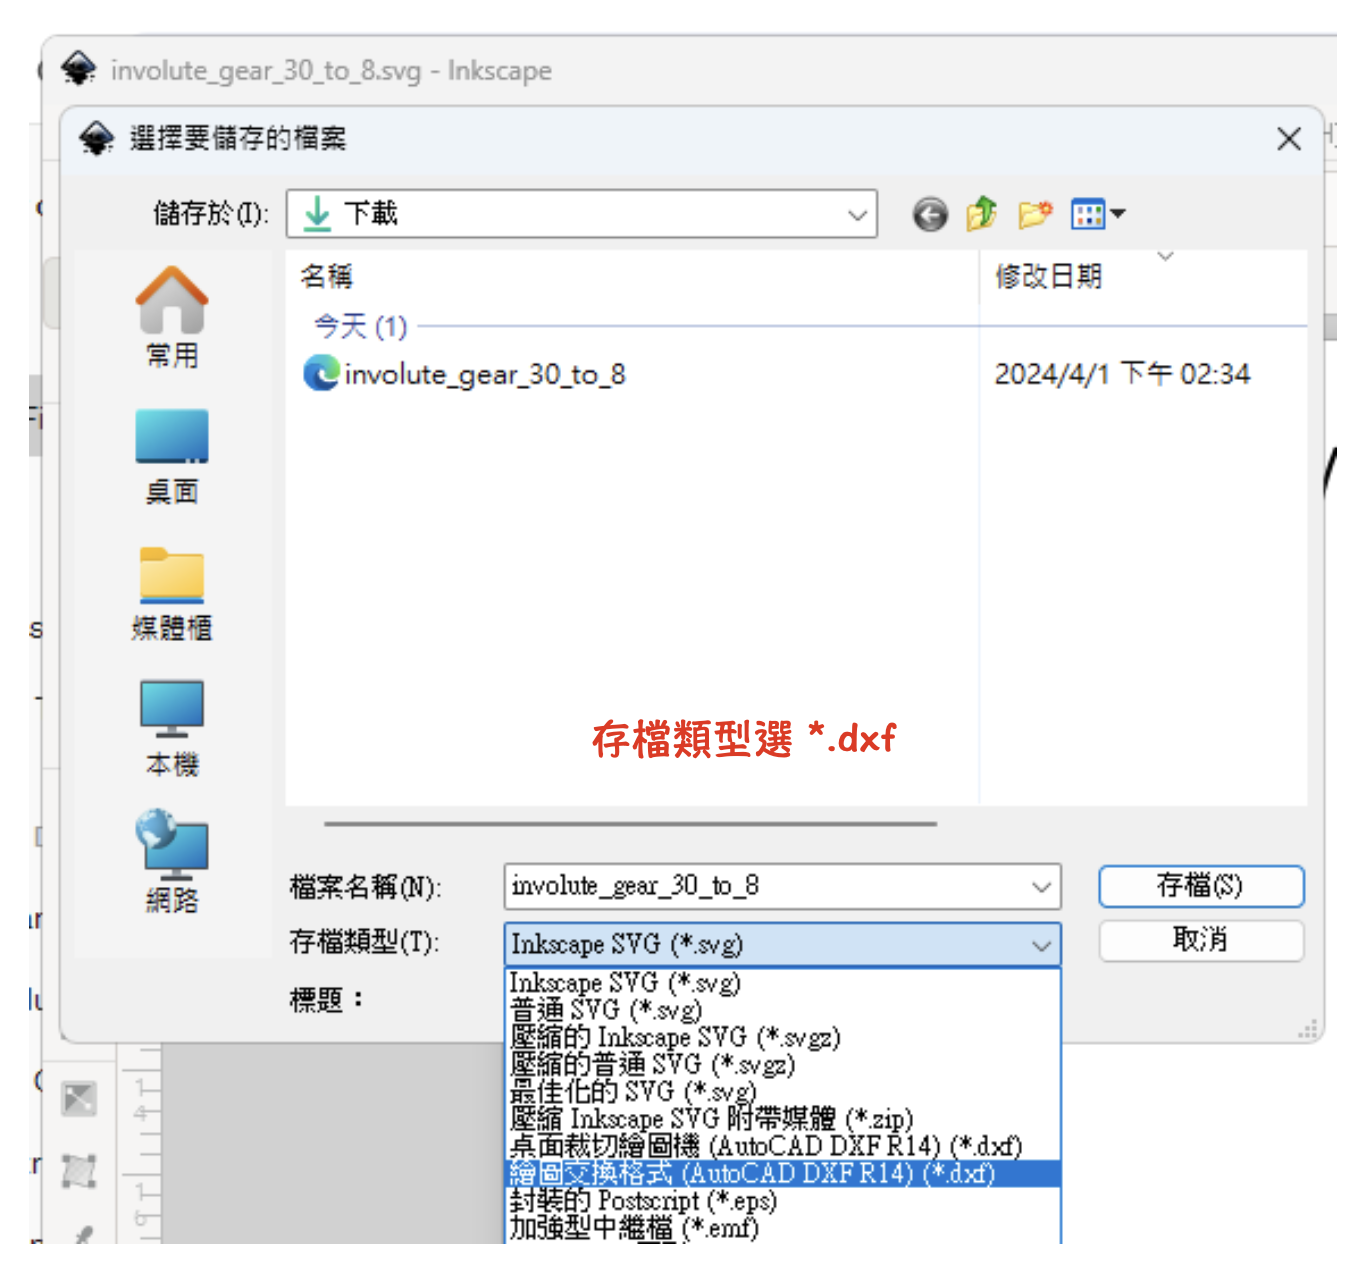 involute_gear_30_to_8.svg - Inkscape
選擇要儲存的檔案
儲存於(I):
下載
名稱
修改日期
今天 (1)
involute_gear_30_to_8
2024/4/1 下午 02:34
常用
桌面
媒體櫃
本機
網路
存檔類型選 *.dxf
檔案名稱(N):
involute_gear_30_to_8
存檔(S)
存檔類型(T):
Inkscape SVG (*.svg)
取消
標題：
Inkscape SVG (*.svg)
普通 SVG (*.svg)
壓縮的 Inkscape SVG (*.svgz)
壓縮的普通 SVG (*.svgz)
最佳化的 SVG (*.svg)
壓縮 Inkscape SVG 附帶媒體 (*.zip)
桌面裁切繪圖機 (AutoCAD DXF R14) (*.dxf)
繪圖交換格式 (AutoCAD DXF R14) (*.dxf)
封裝的 Postscript (*.eps)
加強型中繼檔 (*.emf)